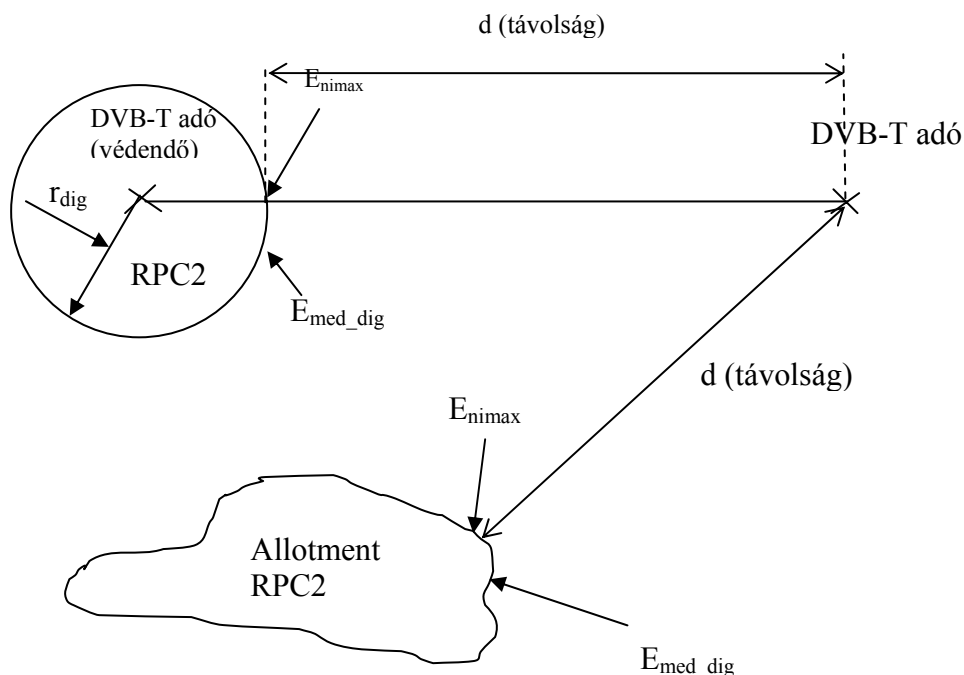 d (távolság)
E_nimax
DVB-T adó
(védendő)
DVB-T adó
r_dig
RPC2
E_med_dig
d (távolság)
E_nimax
Allotment
RPC2
E_med_dig